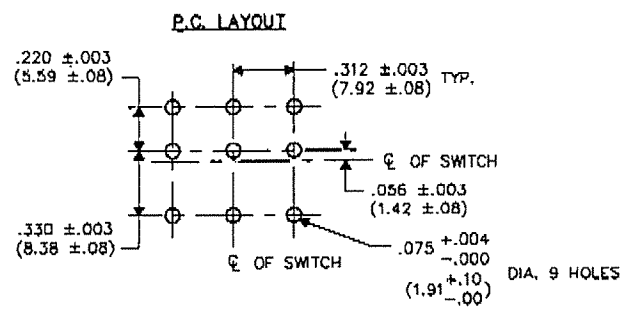 P.C. LAYOUT
.220 ±.003
(5.59 ±.08)
.312 ±.003 TYP.
(7.92 ±.08)
℄ OF SWITCH
.056 ±.003
(1.42 ±.08)
.330 ±.003
(8.38 ±.08)
℄ OF SWITCH
.075 +.004
-.000
(1.91 +.10
-.00)
DIA. 9 HOLES